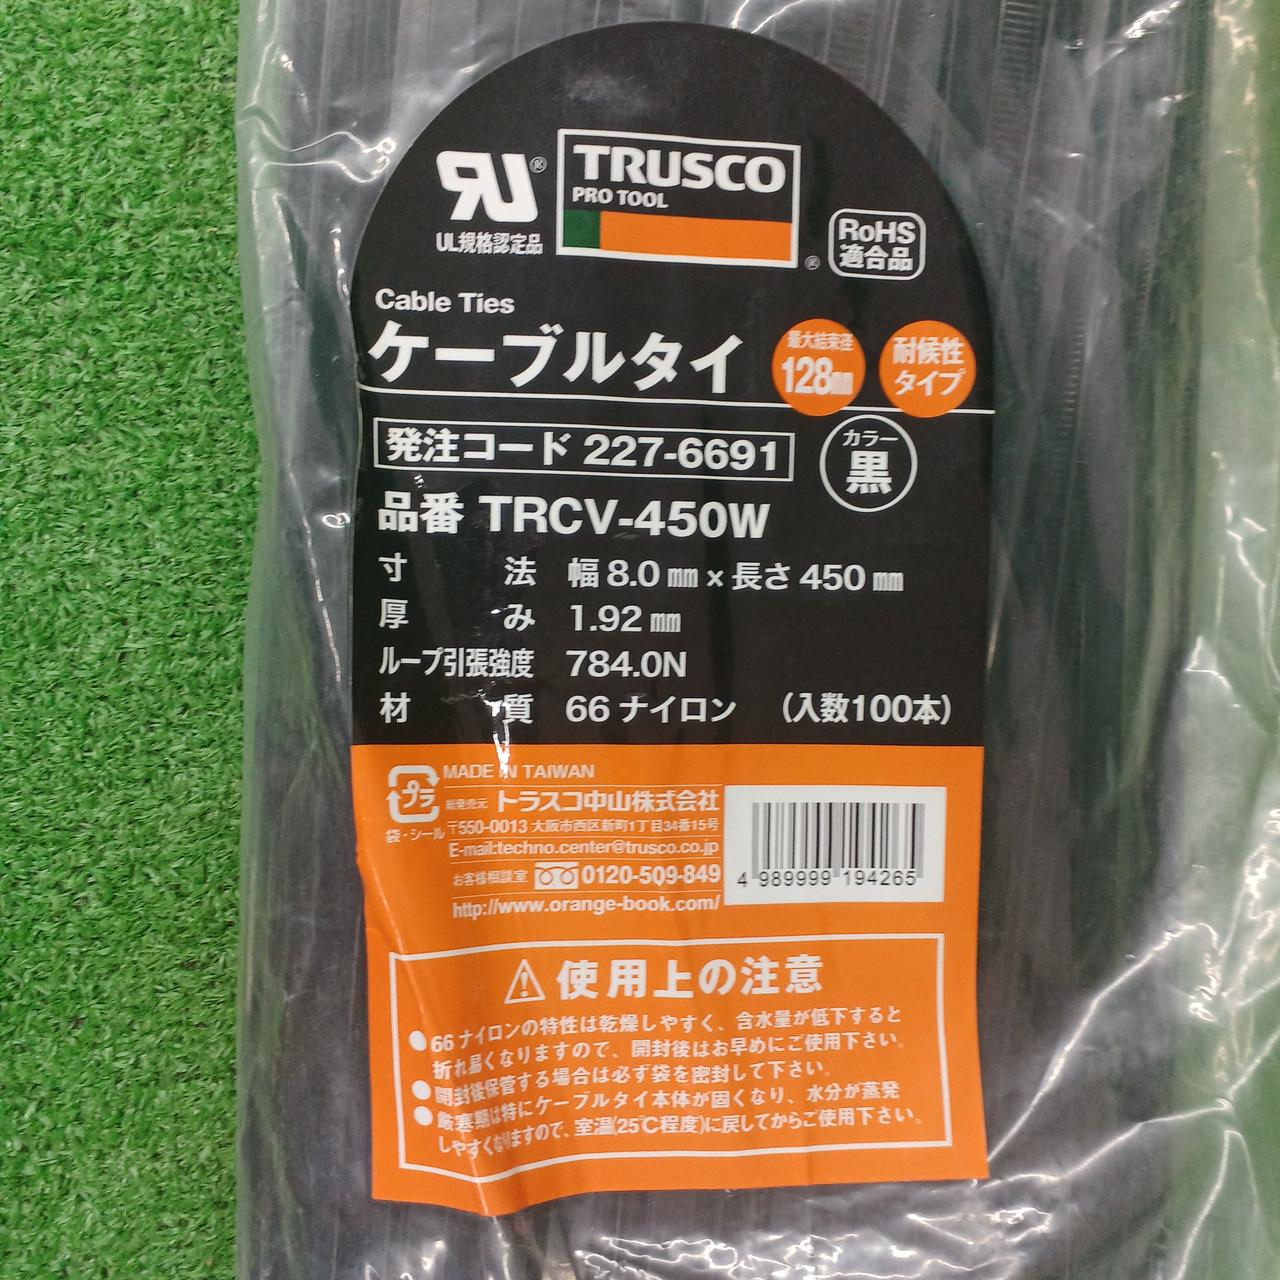 RU®
TRUSCO
PRO TOOL
®
UL規格認定品
RoHS
適合品
Cable Ties
ケーブルタイ
最大結束径
128mm
耐候性
タイプ
発注コード 227-6691
カラー
黒
品番 TRCV-450W
寸法 幅8.0㎜×長さ450㎜
厚み 1.92㎜
ループ引張強度 784.0N
材質 66ナイロン (入数100本)
プラ
袋・シール
MADE IN TAIWAN
総発売元 トラスコ中山株式会社
〒550-0013 大阪市西区新町1丁目34番15号
E-mail:techno.center@trusco.co.jp
お客様相談室 0120-509-849
http://www.orange-book.com/
4 989999 194265
使用上の注意
●66ナイロンの特性は乾燥しやすく、含水量が低下すると
折れ易くなりますので、開封後はお早めにご使用下さい。
●開封後保管する場合は必ず袋を密封して下さい。
●厳寒期は特にケーブルタイ本体が固くなり、水分が蒸発
しやすくなりますので、室温(25℃程度)に戻してからご使用下さい。